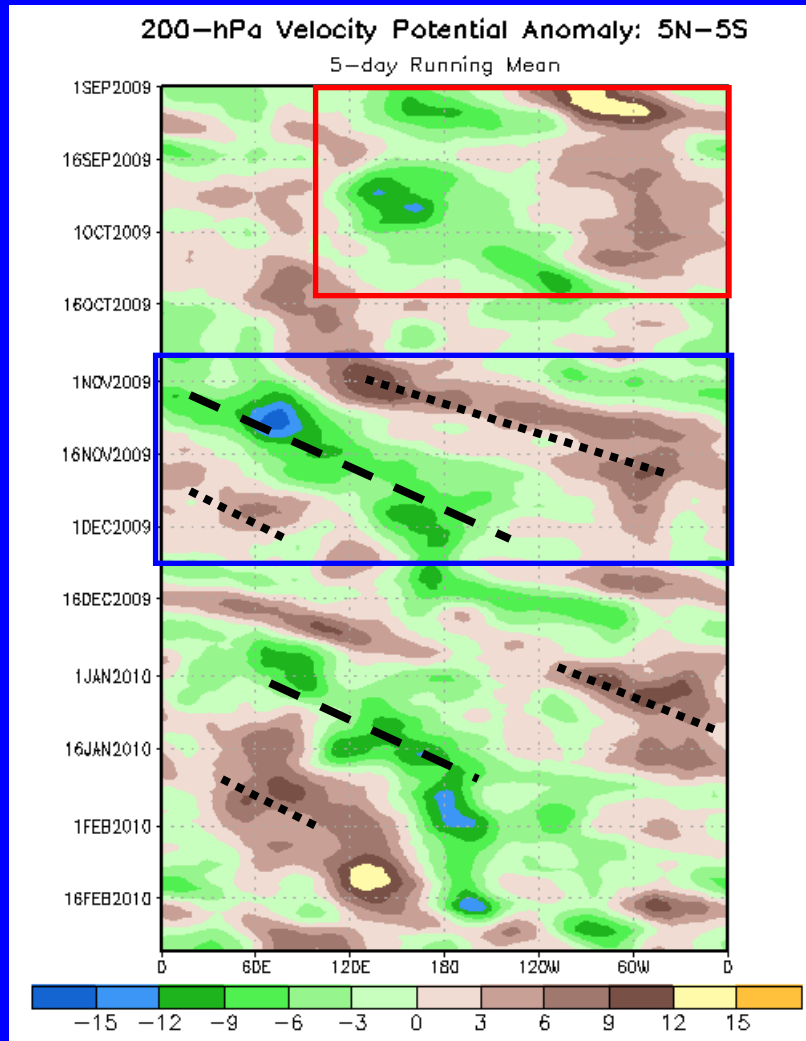 200-hPa Velocity Potential Anomaly: 5N-5S
5-day Running Mean
1SEP2009
16SEP2009
1OCT2009
16OCT2009
1NOV2009
16NOV2009
1DEC2009
16DEC2009
1JAN2010
16JAN2010
1FEB2010
16FEB2010
0 60E 120E 180 120W 60W 0
-15 -12 -9 -6 -3 0 3 6 9 12 15